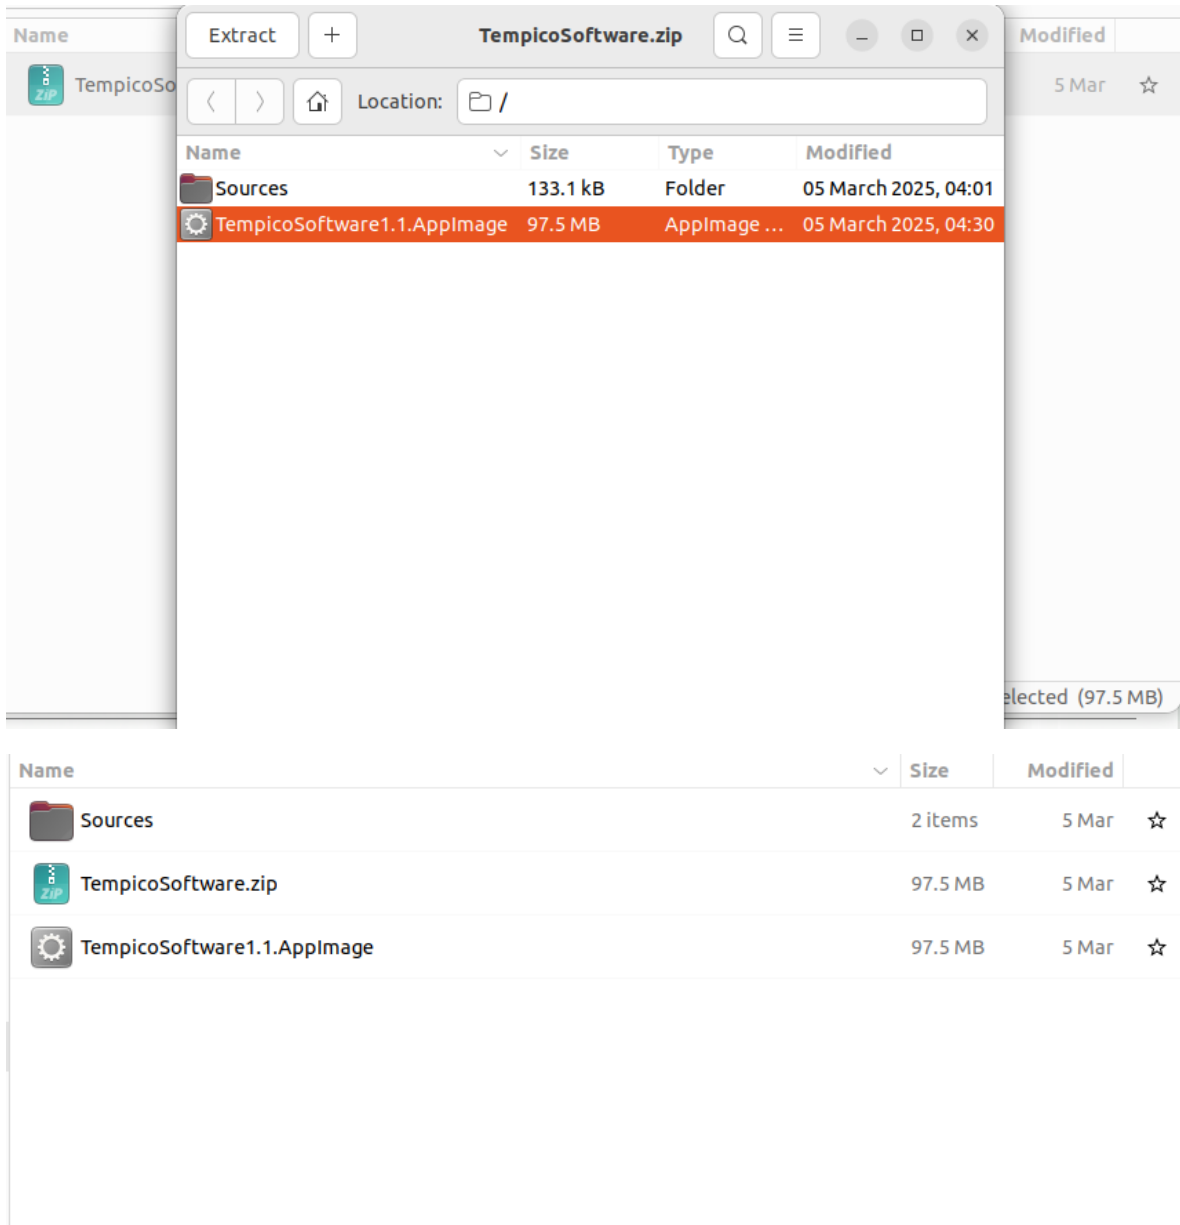 Name
Extract + TempicoSoftware.zip
Modified
ZiP TempicoSo
5 Mar
Location: /
Name Size Type Modified
Sources 133.1 kB Folder 05 March 2025, 04:01
TempicoSoftware1.1.AppImage 97.5 MB AppImage ... 05 March 2025, 04:30
elected (97.5 MB)
Name Size Modified
Sources 2 items 5 Mar
ZiP TempicoSoftware.zip 97.5 MB 5 Mar
TempicoSoftware1.1.AppImage 97.5 MB 5 Mar